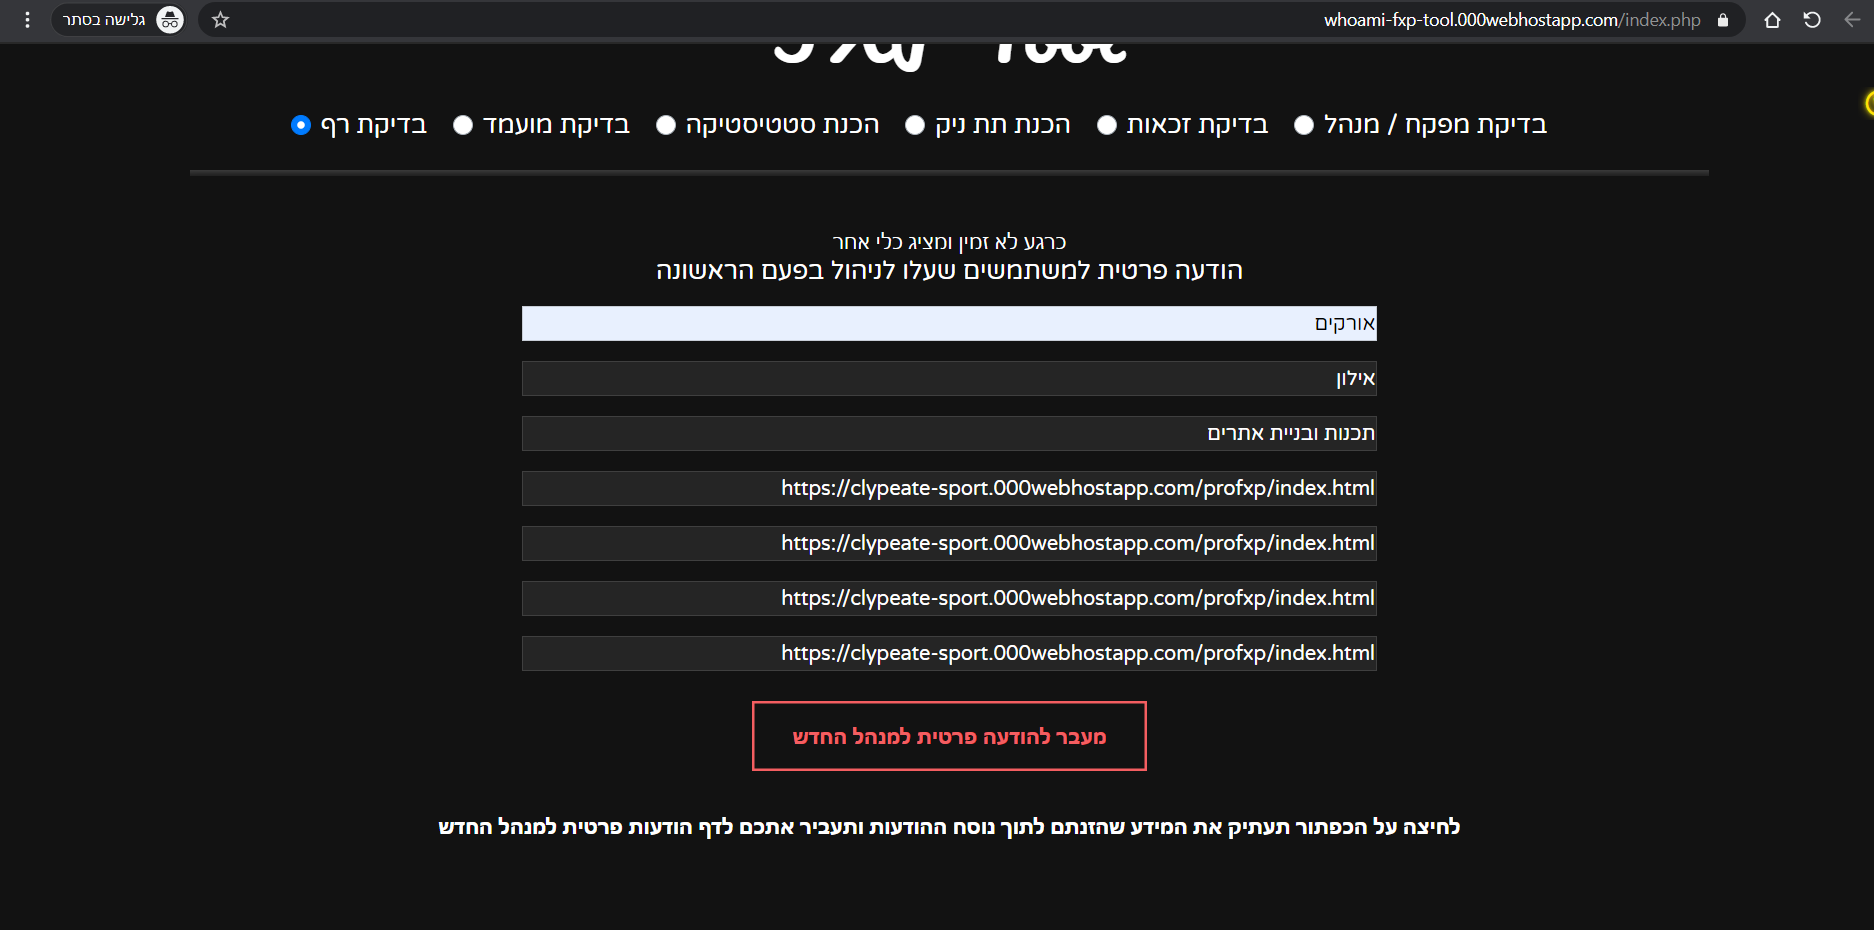 גלישה בסתר
whoami-fxp-tool.000webhostapp.com/index.php
בדיקת מפקח / מנהל
בדיקת זכאות
הכנת תת ניק
הכנת סטטיסטיקה
בדיקת מועמד
בדיקת רף
כרגע לא זמין ומציג כלי אחר
הודעה פרטית למשתמשים שעלו לניהול בפעם הראשונה
אורקים
אילון
תכנות ובניית אתרים
https://clypeate-sport.000webhostapp.com/profxp/index.html
https://clypeate-sport.000webhostapp.com/profxp/index.html
https://clypeate-sport.000webhostapp.com/profxp/index.html
https://clypeate-sport.000webhostapp.com/profxp/index.html
מעבר להודעה פרטית למנהל החדש
לחיצה על הכפתור תעתיק את המידע שהזנתם לתוך נוסח ההודעות ותעביר אתכם לדף הודעות פרטית למנהל החדש